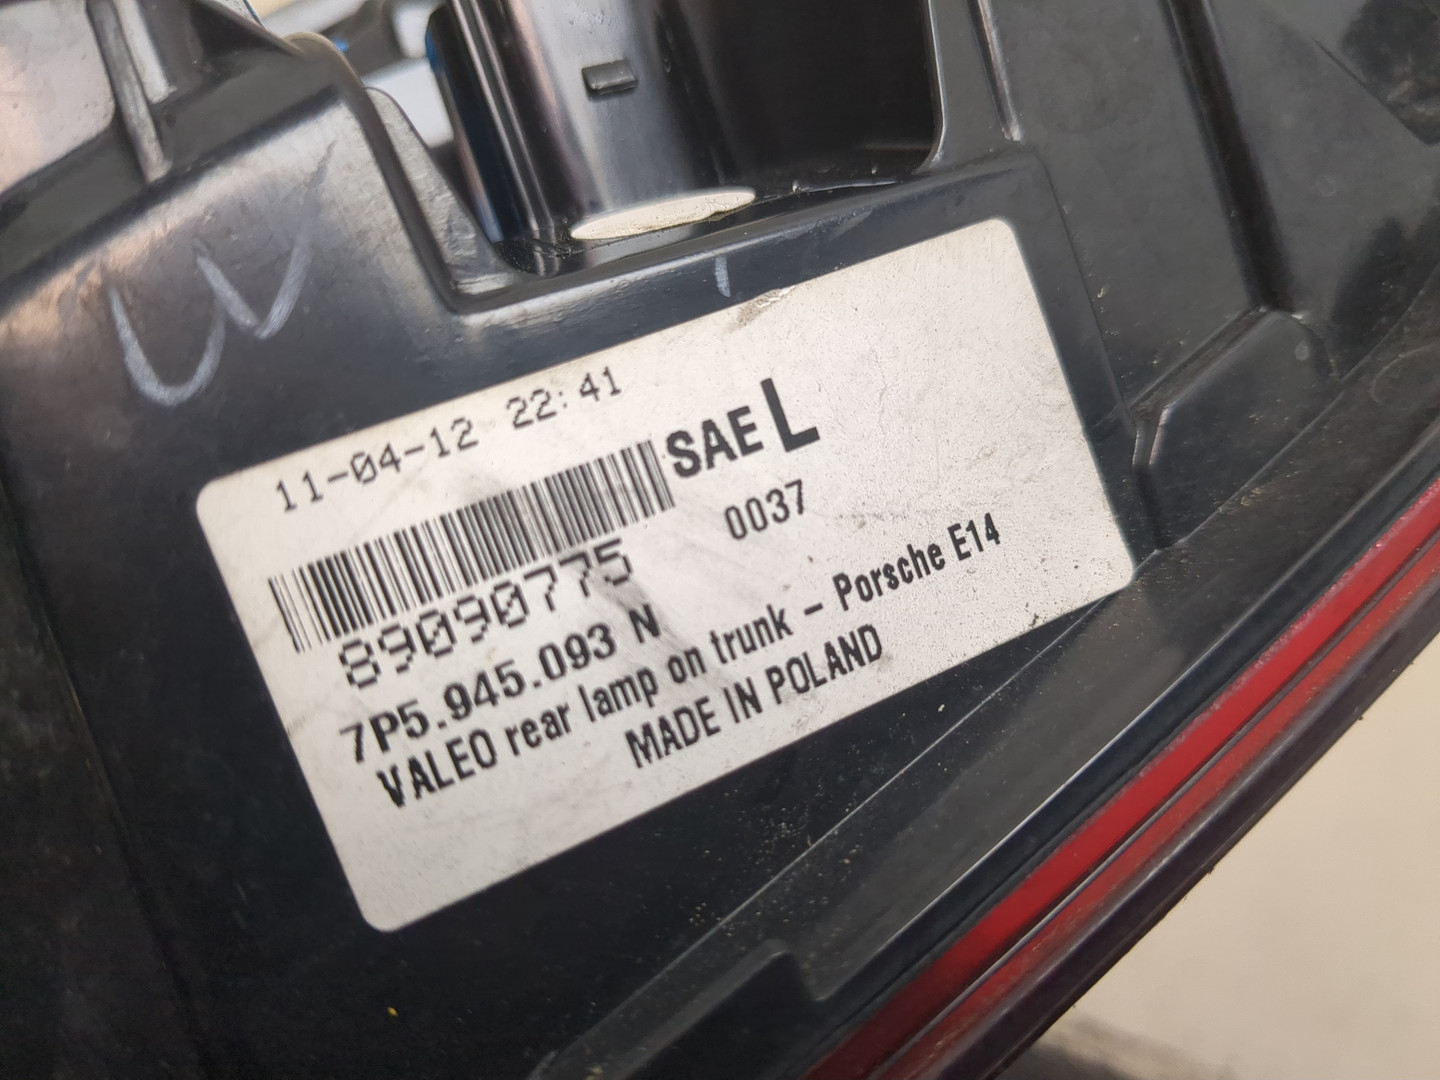 11-04-12 22:41
SAE L
0037
89090775
7P5.945.093 N
VALEO rear lamp on trunk – Porsche E14
MADE IN POLAND